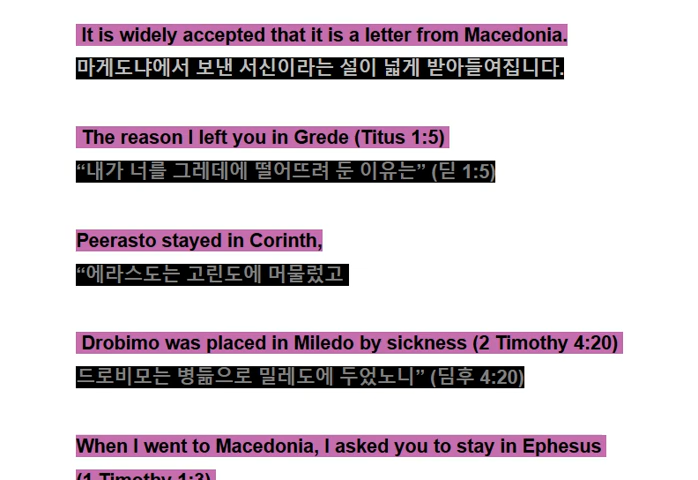 It is widely accepted that it is a letter from Macedonia.
마게도냐에서 보낸 서신이라는 설이 넓게 받아들여집니다.
The reason I left you in Grede (Titus 1:5)
“내가 너를 그레데에 떨어뜨려 둔 이유는” (딛 1:5)
Peerasto stayed in Corinth,
“에라스도는 고린도에 머물렀고
Drobimo was placed in Miledo by sickness (2 Timothy 4:20)
드로비모는 병듦으로 밀레도에 두었노니” (딤후 4:20)
When I went to Macedonia, I asked you to stay in Ephesus
(1 Timothy 1:3)